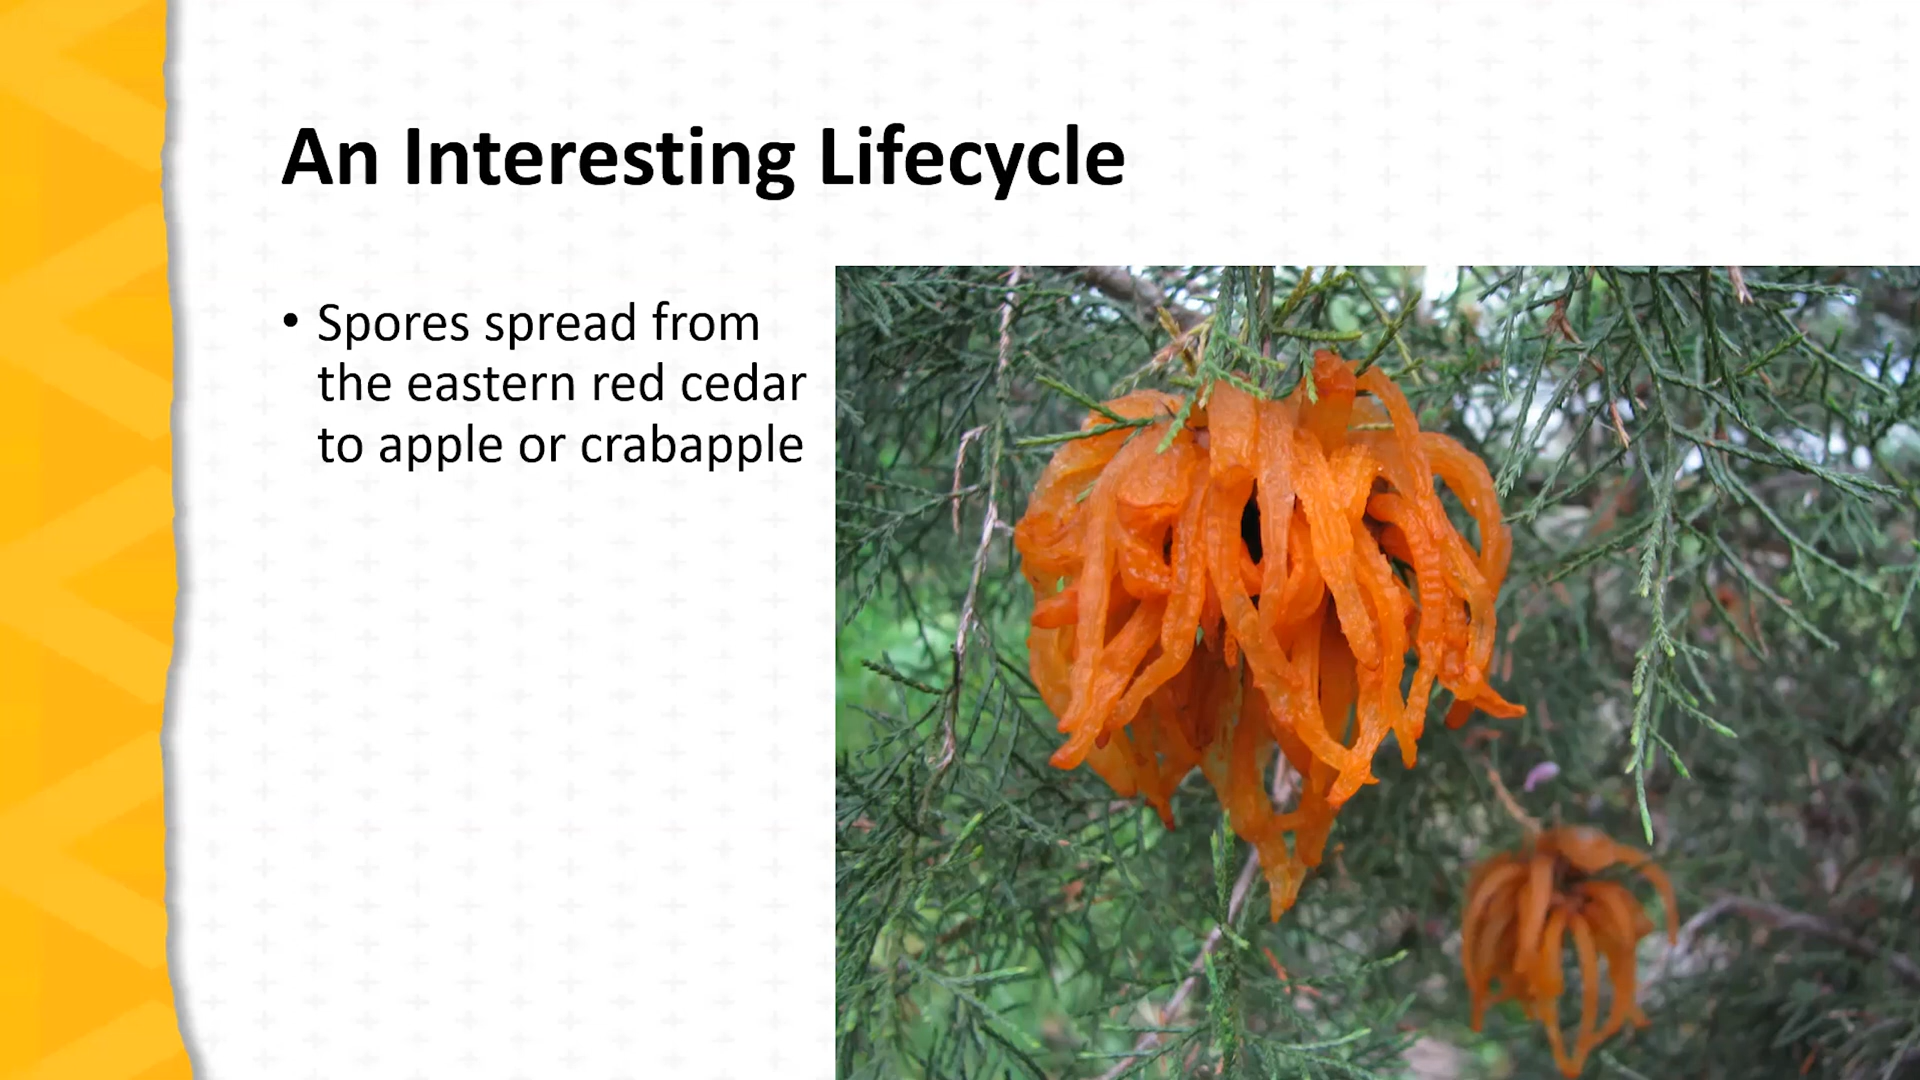 An Interesting Lifecycle
• Spores spread from
the eastern red cedar
to apple or crabapple